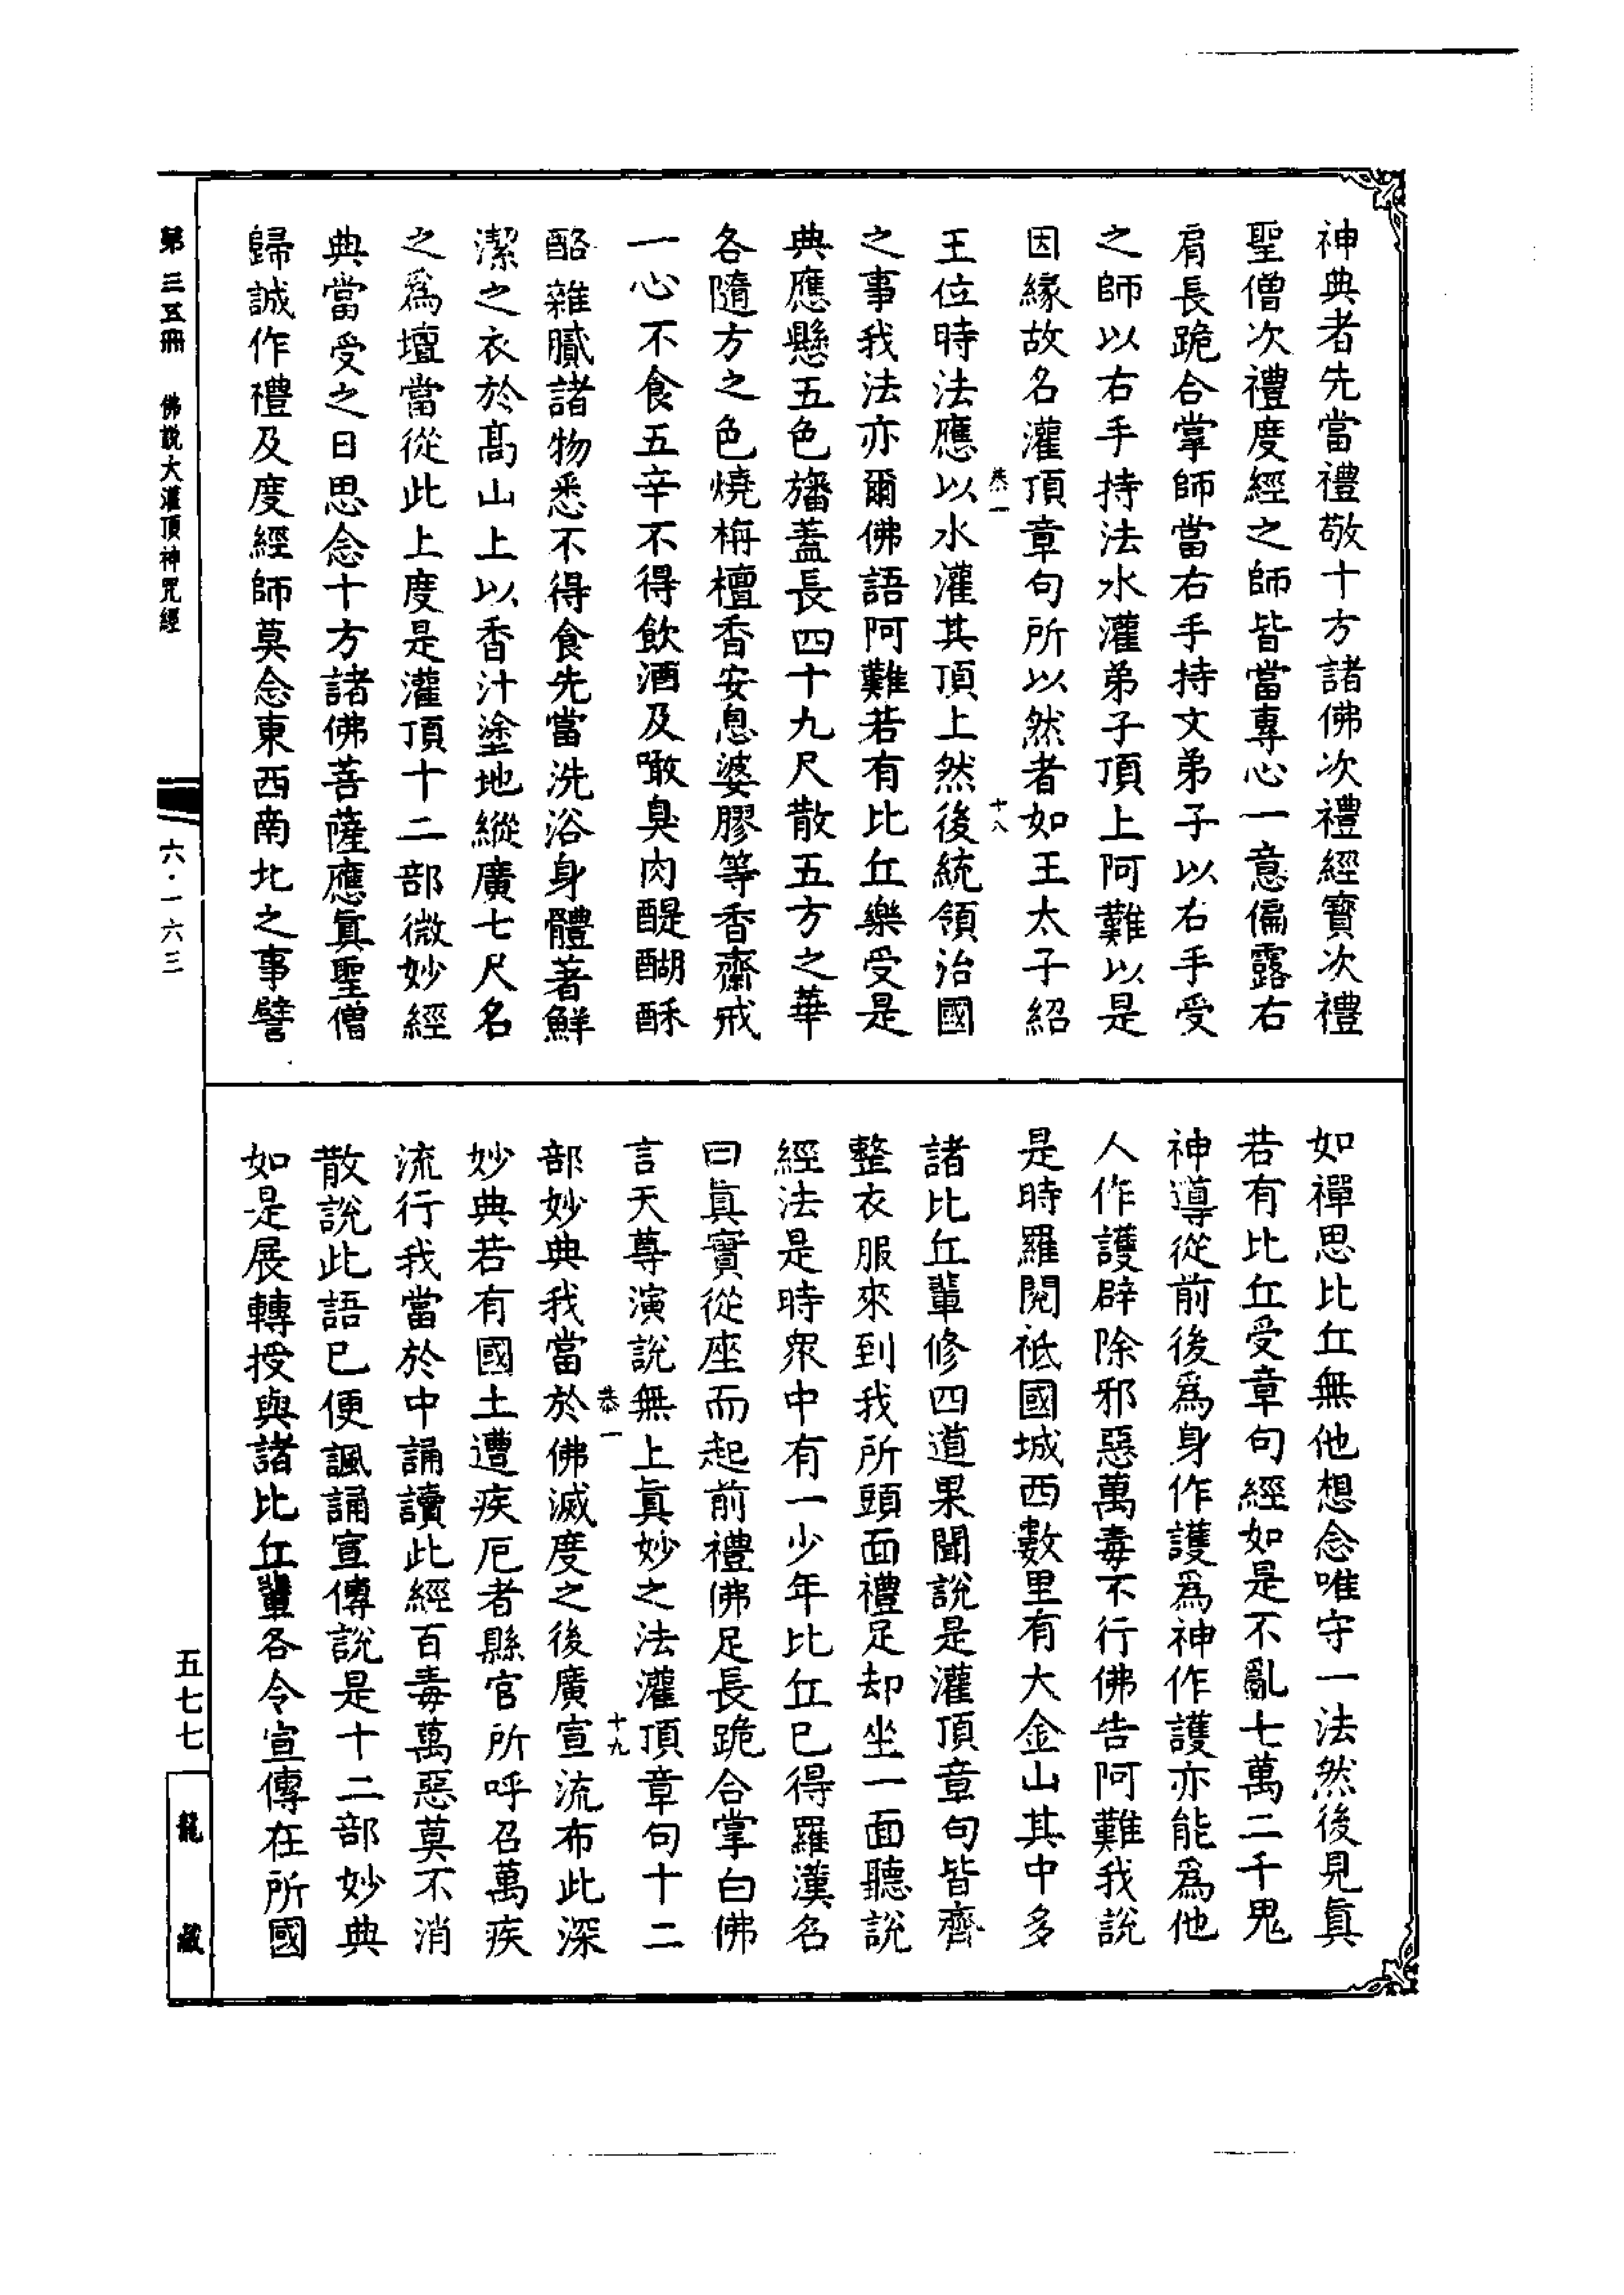 神典者先當禮敬十方諸佛次禮經寶次禮
聖僧次禮度經之師皆當專心一意偏露右
肩長跪合掌師當右手持文弟子以右手受
之師以右手持法水灌弟子頂上阿難以是
因緣故名灌頂章句所以然者如王太子紹
恭一 十八
王位時法應以水灌其頂上然後統領治國
之事我法亦爾佛語阿難若有比丘樂受是
典應懸五色旛蓋長四十九尺散五方之華
各隨方之色燒栴檀香安息婆膠等香齋戒
一心不食五辛不得飲酒及噉臭肉醍醐酥
酪雜膩諸物悉不得食先當洗浴身體著鮮
潔之衣於髙山上以香汁塗地縱廣七尺名
之爲壇當從此上度是灌頂十二部微妙經
典當受之日思念十方諸佛菩薩應眞聖僧
歸誠作禮及度經師莫念東西南北之事譬
如禪思比丘無他想念唯守一法然後見眞
若有比丘受章句經如是不亂七萬二千鬼
神導從前後爲身作護爲神作護亦能爲他
人作護辟除邪惡萬毒不行佛告阿難我說
是時羅閱祇國城西數里有大金山其中多
諸比丘輩修四道果聞說是灌頂章句皆齊
整衣服來到我所頭面禮足却坐一面聽說
經法是時衆中有一少年比丘已得羅漢名
曰眞實從座而起前禮佛足長跪合掌白佛
言天尊演說無上眞妙之法灌頂章句十二
恭一 十九
部妙典我當於佛滅度之後廣宣流布此深
妙典若有國土遭疾厄者縣官所呼召萬疾
流行我當於中誦讀此經百毒萬惡莫不消
散說此語已便諷誦宣傳說是十二部妙典
如是展轉授與諸比丘輩各令宣傳在所國
第三五冊 佛說大灌頂神咒經
六·一六三
五七七
龍藏